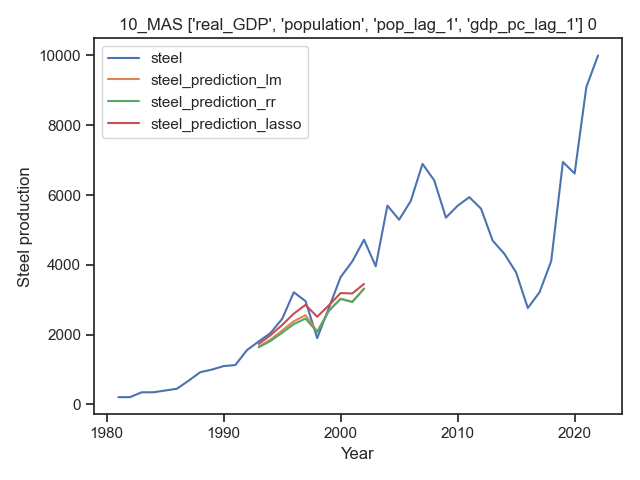 10_MAS ['real_GDP', 'population', 'pop_lag_1', 'gdp_pc_lag_1'] 0
steel
steel_prediction_lm
steel_prediction_rr
steel_prediction_lasso
Steel production
10000
8000
6000
4000
2000
0
1980 1990 2000 2010 2020
Year